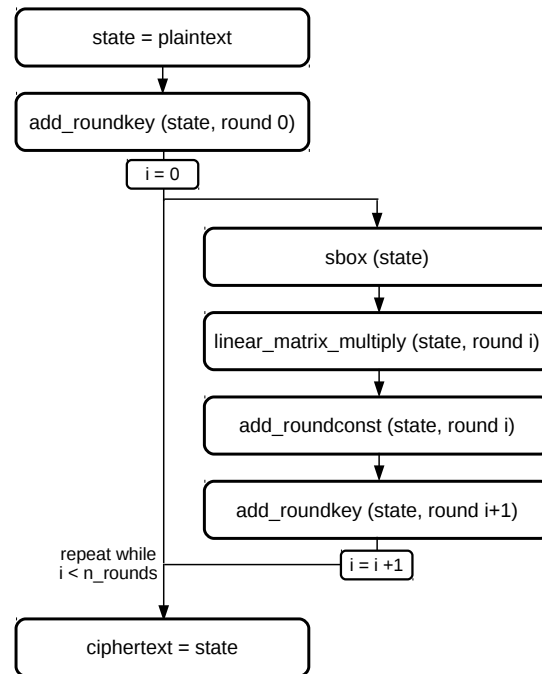 state = plaintext
add_roundkey (state, round 0)
i = 0
sbox (state)
linear_matrix_multiply (state, round i)
add_roundconst (state, round i)
add_roundkey (state, round i+1)
repeat while
i < n_rounds
i = i +1
ciphertext = state